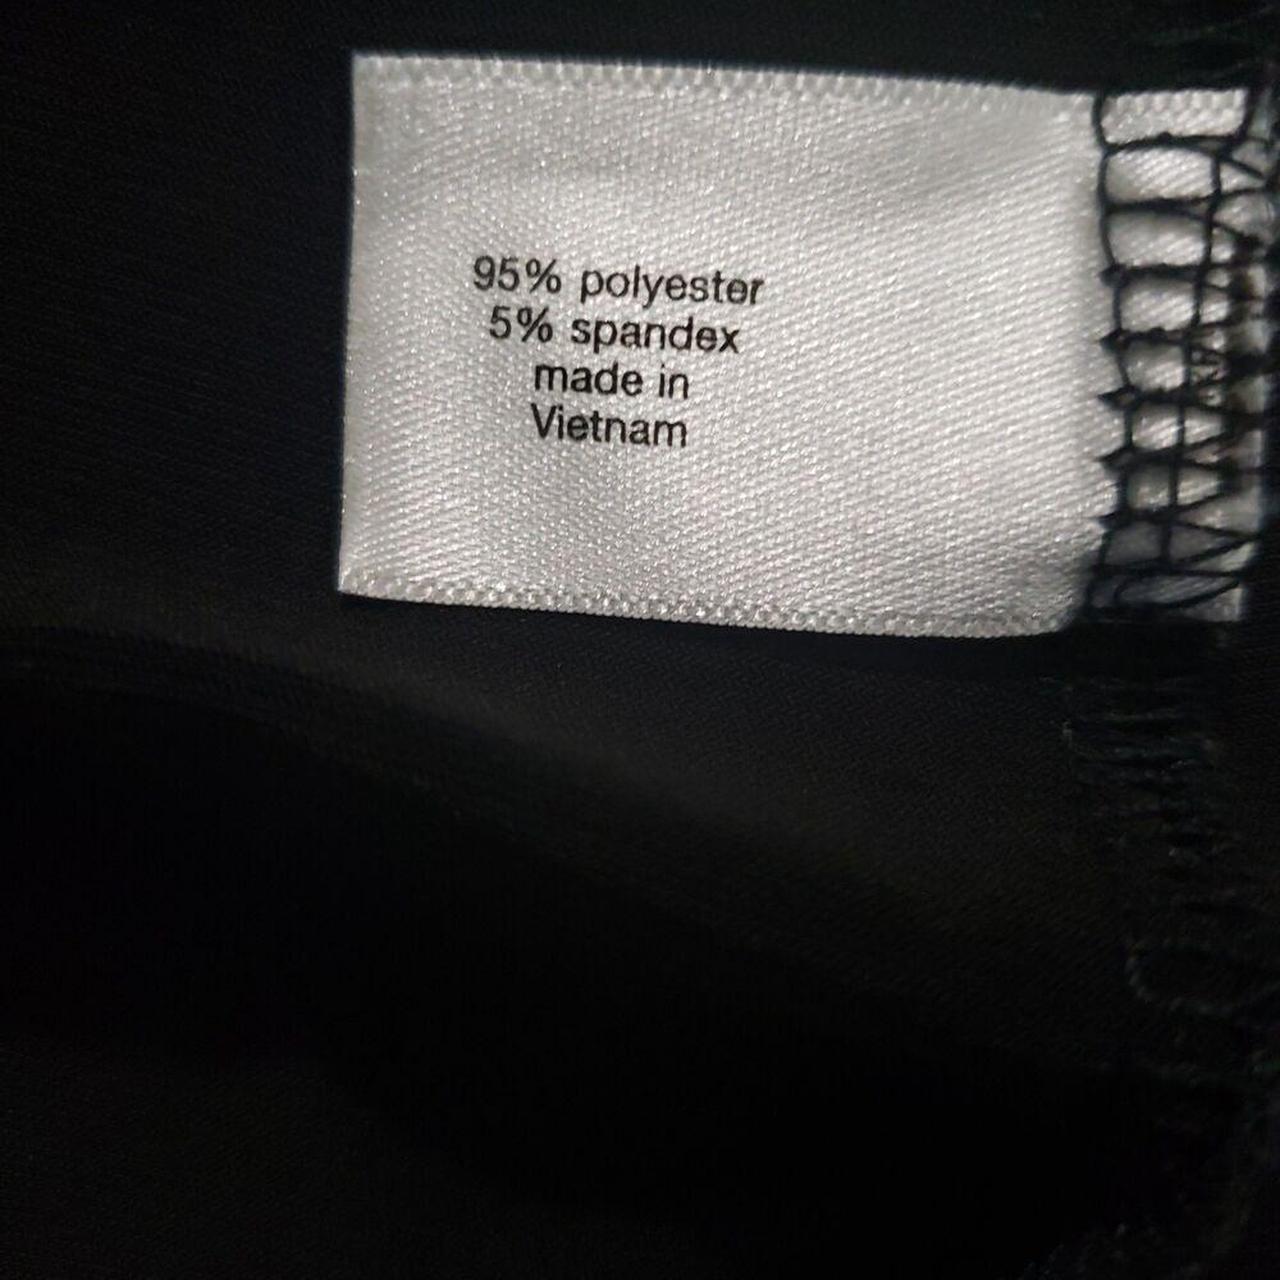 95% polyester
5% spandex
made in
Vietnam